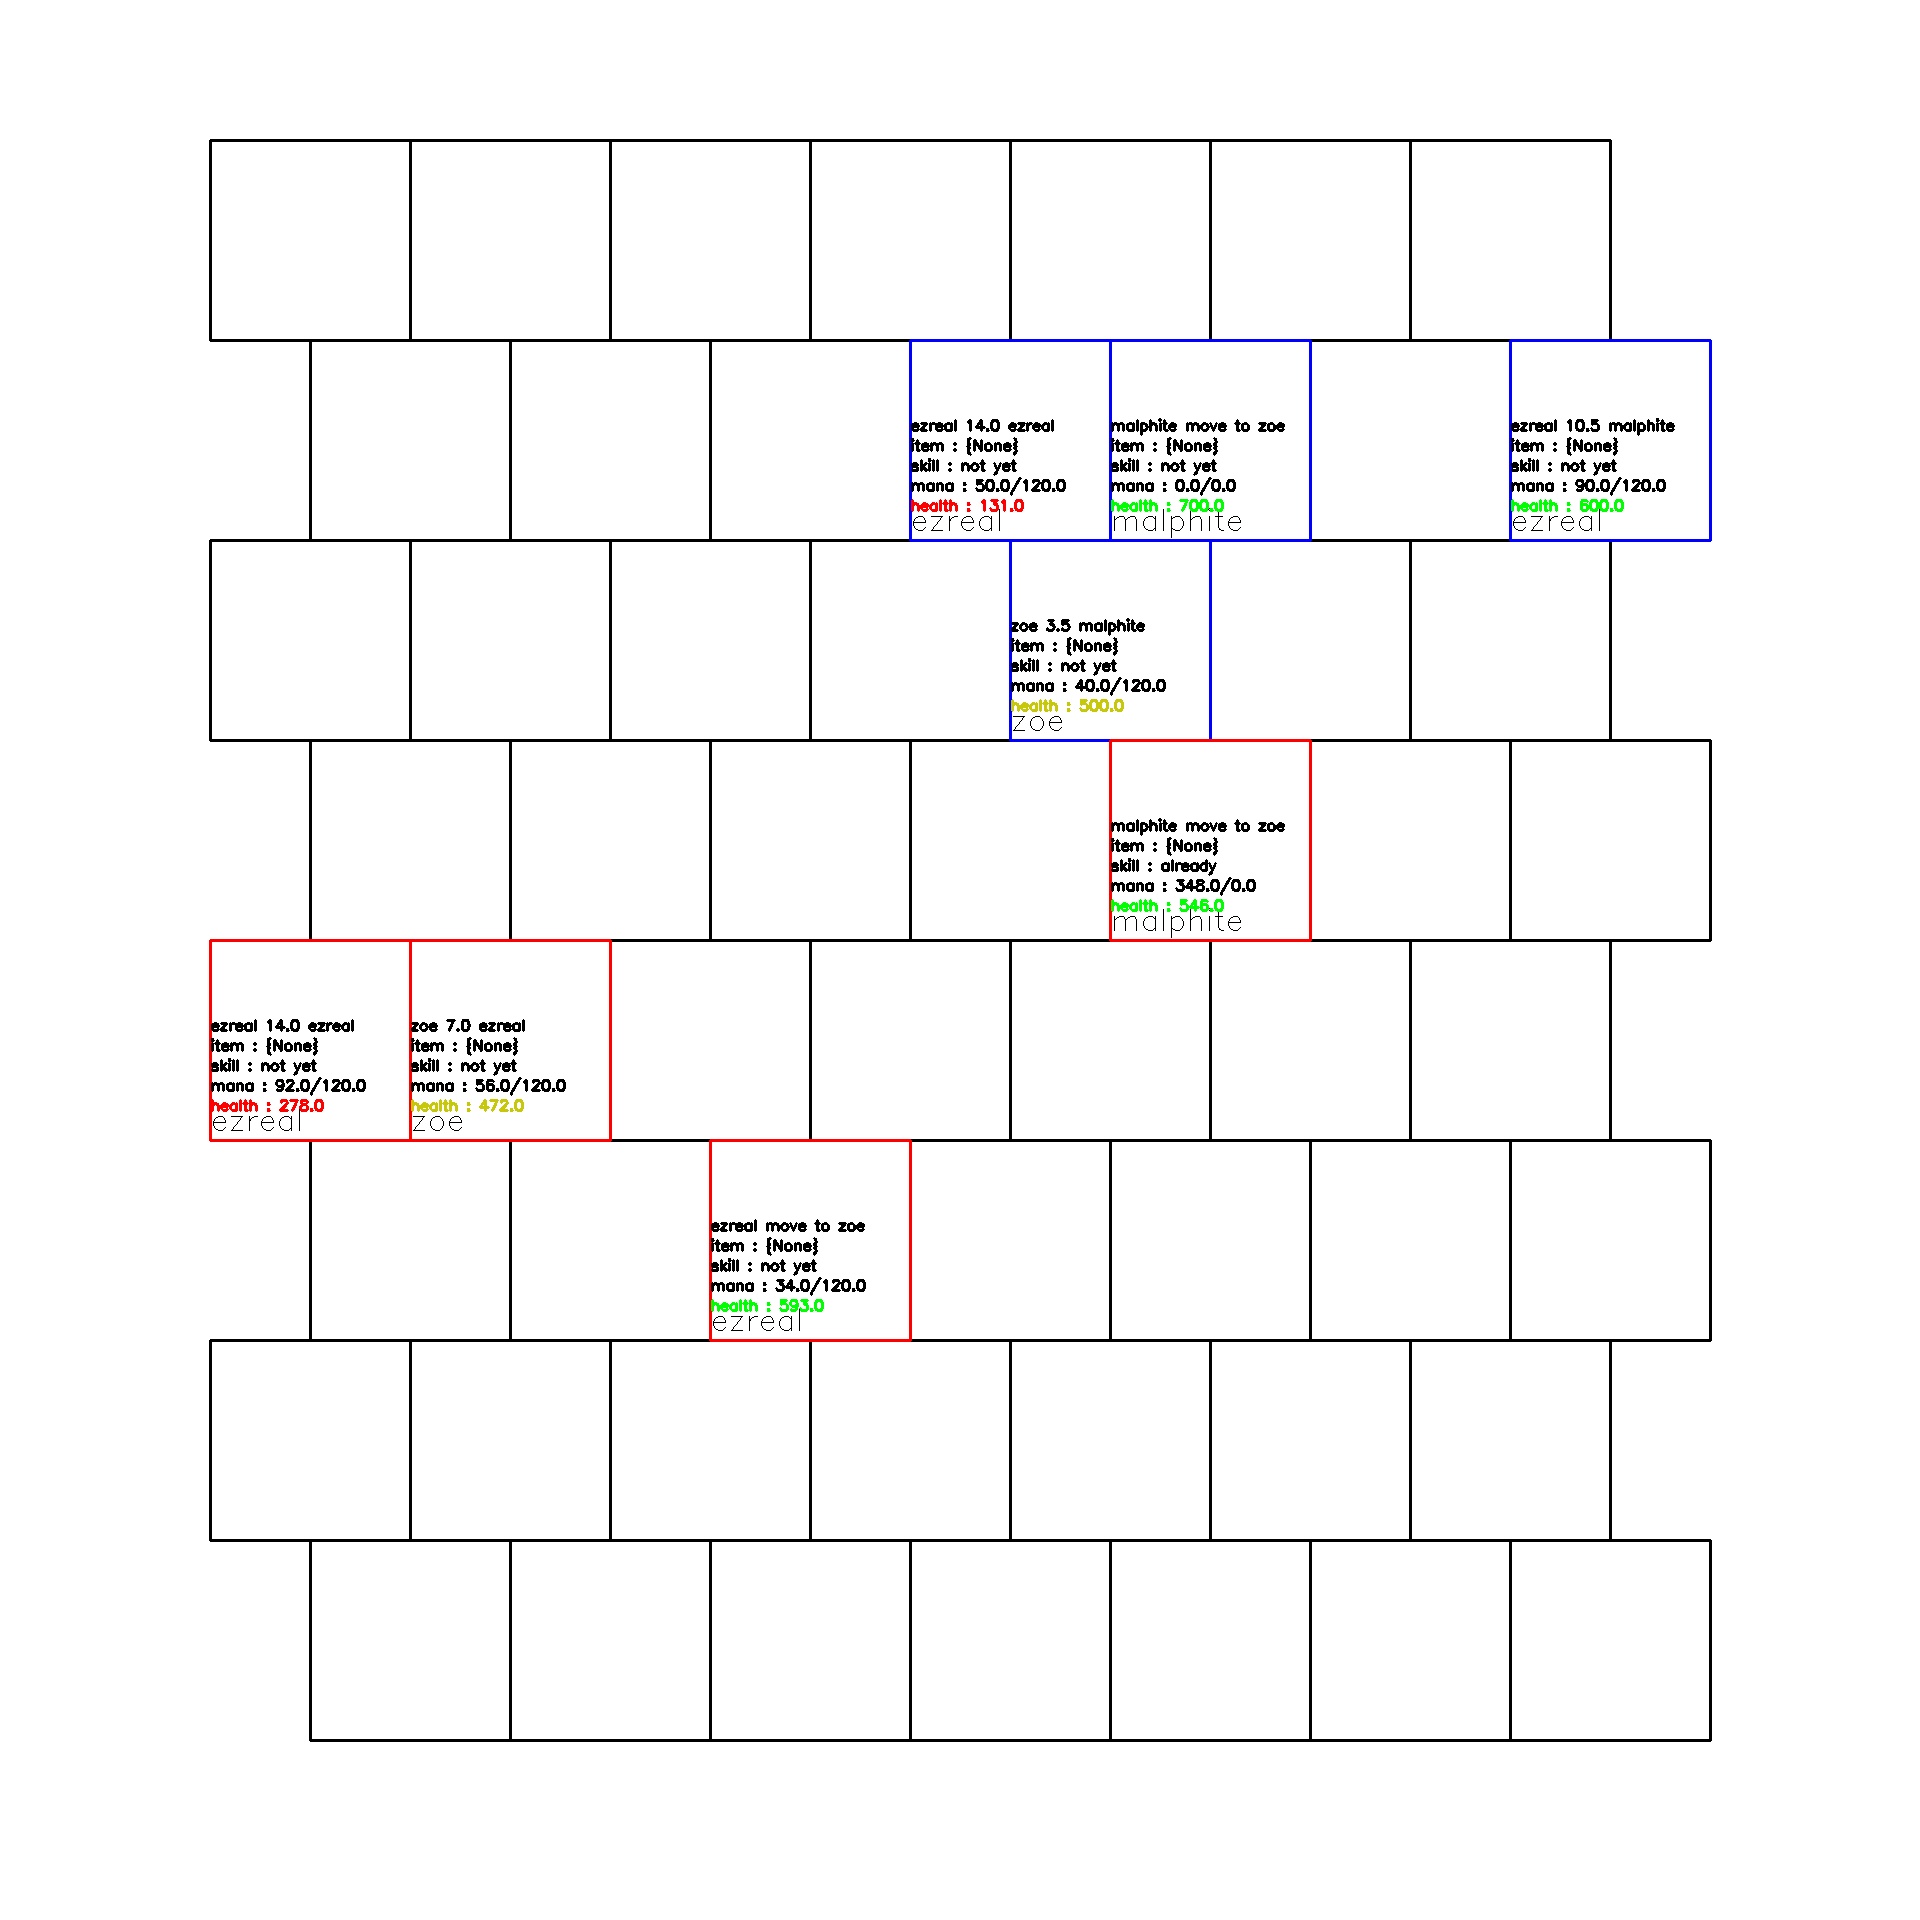 ezreal 14.0 ezreal
item : {None}
skill : not yet
mana : 50.0/120.0
health : 131.0
ezreal
malphite move to zoe
item : {None}
skill : not yet
mana : 0.0/0.0
health : 700.0
malphite
ezreal 10.5 malphite
item : {None}
skill : not yet
mana : 90.0/120.0
health : 600.0
ezreal
zoe 3.5 malphite
item : {None}
skill : not yet
mana : 40.0/120.0
health : 500.0
zoe
malphite move to zoe
item : {None}
skill : already
mana : 348.0/0.0
health : 546.0
malphite
ezreal 14.0 ezreal
item : {None}
skill : not yet
mana : 92.0/120.0
health : 278.0
ezreal
zoe 7.0 ezreal
item : {None}
skill : not yet
mana : 56.0/120.0
health : 472.0
zoe
ezreal move to zoe
item : {None}
skill : not yet
mana : 34.0/120.0
health : 593.0
ezreal